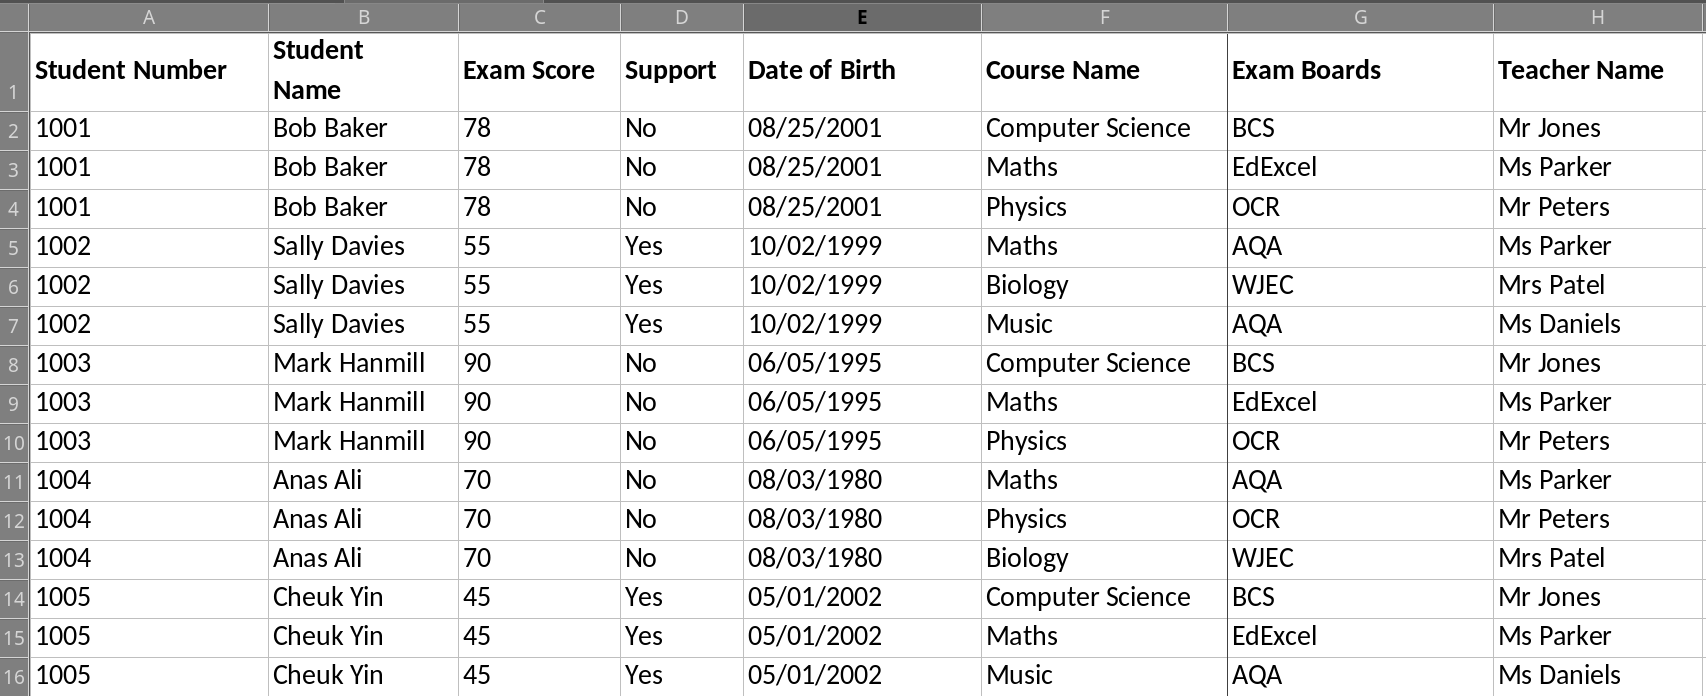 A B C D E F G H
1 Student Number Student Name Exam Score Support Date of Birth Course Name Exam Boards Teacher Name
2 1001 Bob Baker 78 No 08/25/2001 Computer Science BCS Mr Jones
3 1001 Bob Baker 78 No 08/25/2001 Maths EdExcel Ms Parker
4 1001 Bob Baker 78 No 08/25/2001 Physics OCR Mr Peters
5 1002 Sally Davies 55 Yes 10/02/1999 Maths AQA Ms Parker
6 1002 Sally Davies 55 Yes 10/02/1999 Biology WJEC Mrs Patel
7 1002 Sally Davies 55 Yes 10/02/1999 Music AQA Ms Daniels
8 1003 Mark Hanmill 90 No 06/05/1995 Computer Science BCS Mr Jones
9 1003 Mark Hanmill 90 No 06/05/1995 Maths EdExcel Ms Parker
10 1003 Mark Hanmill 90 No 06/05/1995 Physics OCR Mr Peters
11 1004 Anas Ali 70 No 08/03/1980 Maths AQA Ms Parker
12 1004 Anas Ali 70 No 08/03/1980 Physics OCR Mr Peters
13 1004 Anas Ali 70 No 08/03/1980 Biology WJEC Mrs Patel
14 1005 Cheuk Yin 45 Yes 05/01/2002 Computer Science BCS Mr Jones
15 1005 Cheuk Yin 45 Yes 05/01/2002 Maths EdExcel Ms Parker
16 1005 Cheuk Yin 45 Yes 05/01/2002 Music AQA Ms Daniels